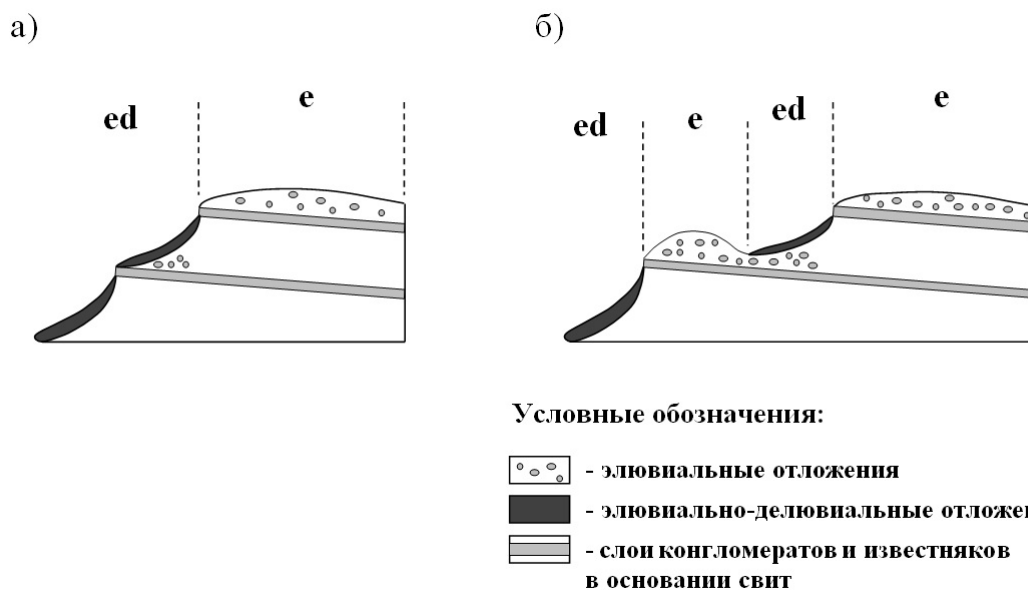 а)
б)
ed
e
ed
e
ed
e
Условные обозначения:
- элювиальные отложения
- элювиально-делювиальные отложен
- слои конгломератов и известняков
в основании свит